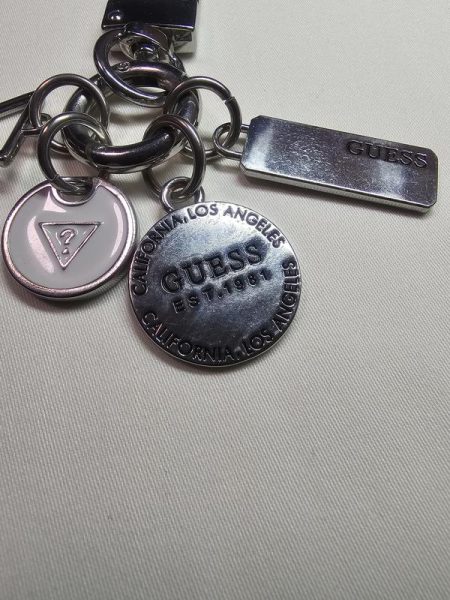 GUESS
?
CALIFORNIA, LOS ANGELES
GUESS
EST. 1981
CALIFORNIA, LOS ANGELES